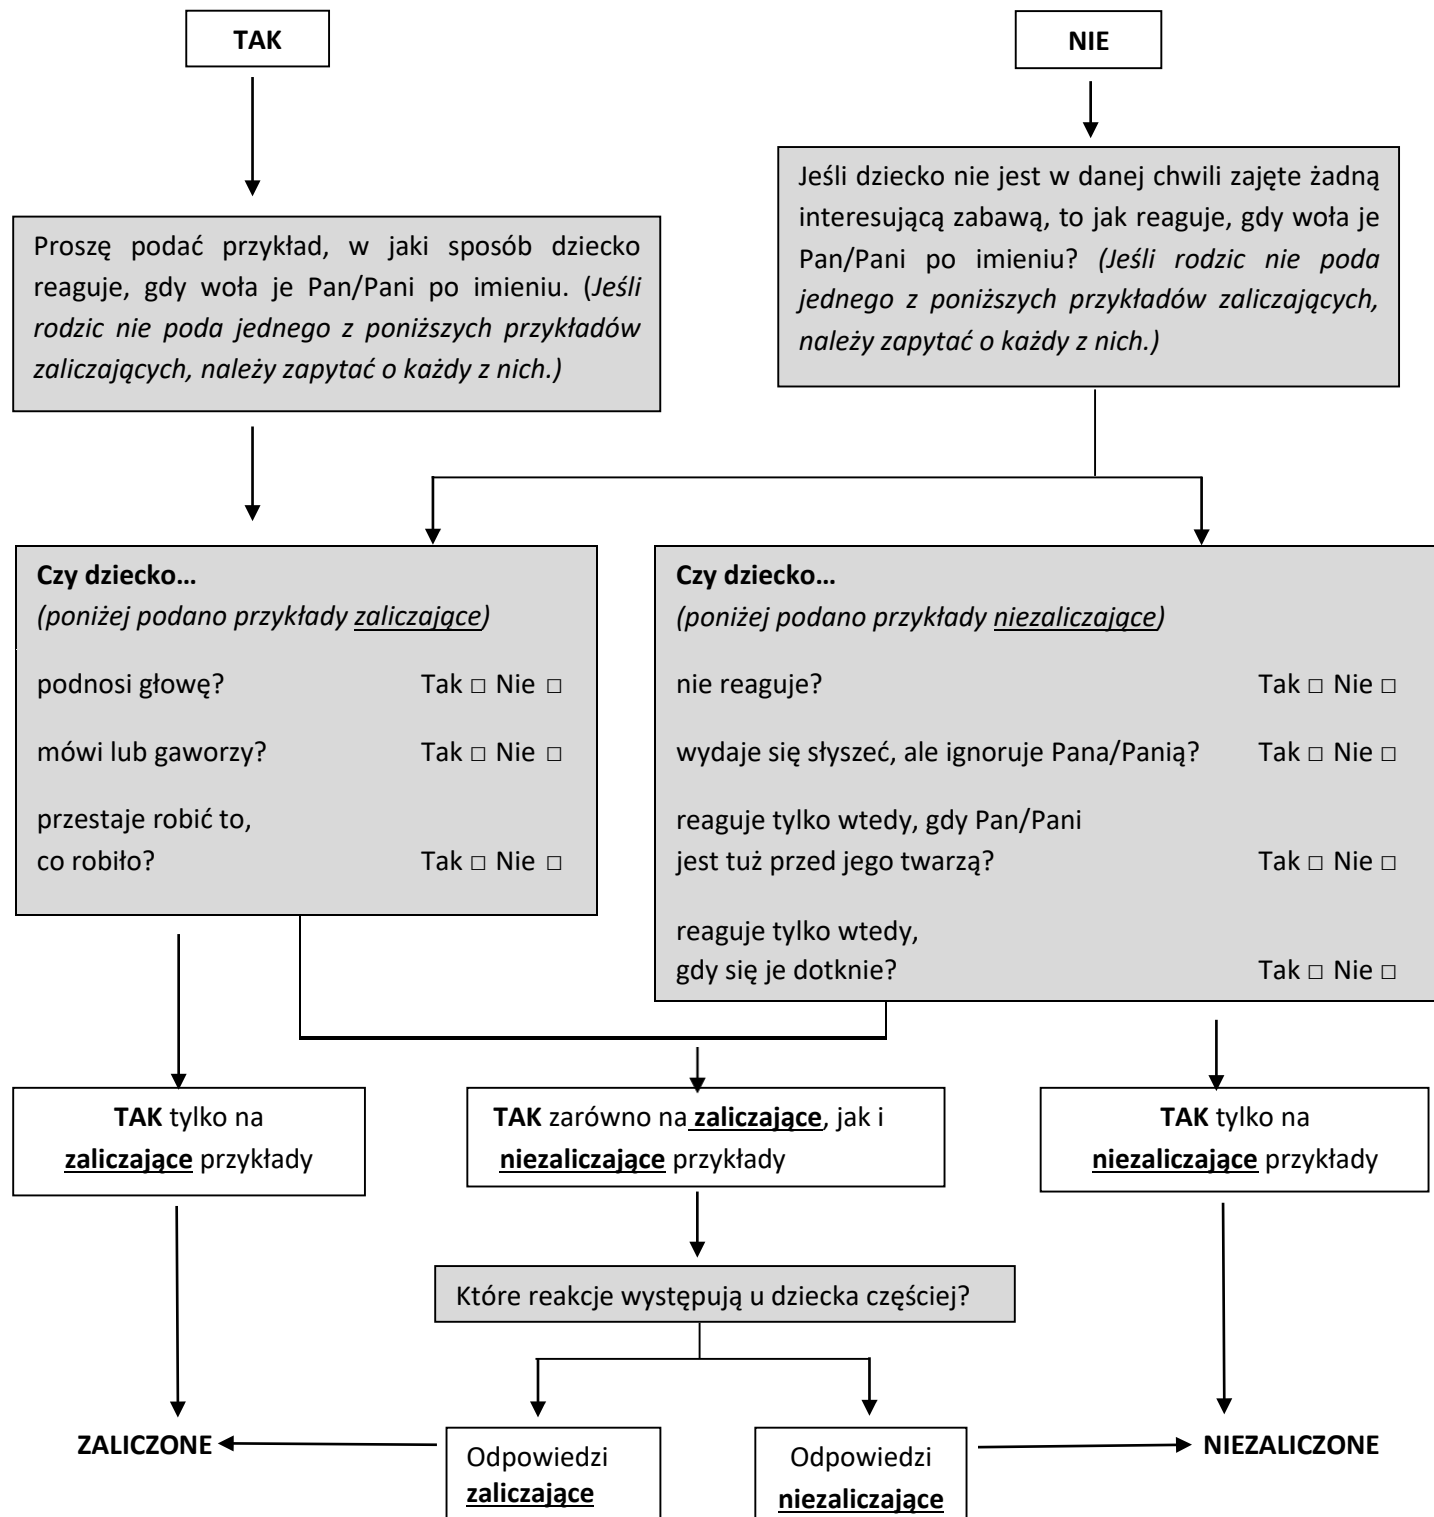 TAK
NIE
Jeśli dziecko nie jest w danej chwili zajęte żadną
interesującą zabawą, to jak reaguje, gdy woła je
Pan/Pani po imieniu? (Jeśli rodzic nie poda
jednego z poniższych przykładów zaliczających,
należy zapytać o każdy z nich.)
Proszę podać przykład, w jaki sposób dziecko
reaguje, gdy woła je Pan/Pani po imieniu. (Jeśli
rodzic nie poda jednego z poniższych przykładów
zaliczających, należy zapytać o każdy z nich.)
Czy dziecko...
(poniżej podano przykłady zaliczające)
podnosi głowę? Tak □ Nie □
mówi lub gaworzy? Tak □ Nie □
przestaje robić to,
co robiło? Tak □ Nie □
Czy dziecko...
(poniżej podano przykłady niezaliczające)
nie reaguje? Tak □ Nie □
wydaje się słyszeć, ale ignoruje Pana/Panią? Tak □ Nie □
reaguje tylko wtedy, gdy Pan/Pani
jest tuż przed jego twarzą? Tak □ Nie □
reaguje tylko wtedy,
gdy się je dotknie? Tak □ Nie □
TAK tylko na
zaliczające przykłady
TAK zarówno na zaliczające, jak i
niezaliczające przykłady
TAK tylko na
niezaliczające przykłady
Które reakcje występują u dziecka częściej?
ZALICZONE
Odpowiedzi
zaliczające
Odpowiedzi
niezaliczające
NIEZALICZONE